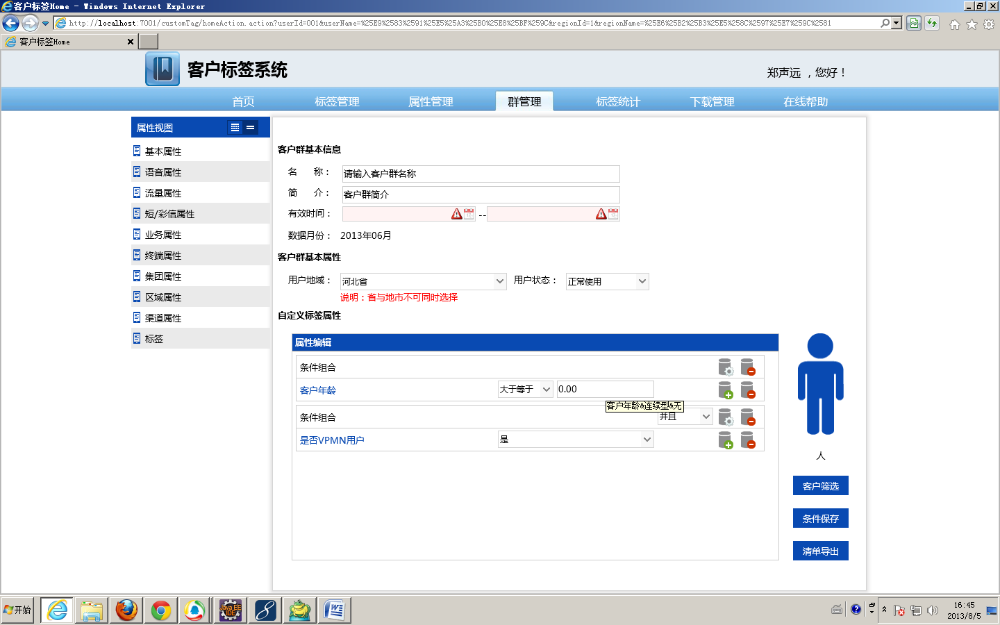 客户标签Home - Windows Internet Explorer
http://localhost:7001/customTag/homeAction.action?userId=001&userName=%25E9%2583%2591%25E5%25A3%25B0%25E8%25BF%259C&regionId=1&regionName=%25E6%25B2%25B3%25E5%258C%2597%25E7%259C%2581
客户标签Home
客户标签系统
郑声远 ，您好！
首页 标签管理 属性管理 群管理 标签统计 下载管理 在线帮助
属性视图
基本属性
语音属性
流量属性
短/彩信属性
业务属性
终端属性
集团属性
区域属性
渠道属性
标签
客户群基本信息
名 称： 请输入客户群名称
简 介： 客户群简介
有效时间： --
数据月份： 2013年06月
客户群基本属性
用户地域： 河北省 用户状态： 正常使用
说明：省与地市不可同时选择
自定义标签属性
属性编辑
条件组合
客户年龄 大于等于 0.00
客户年龄&连续型&无
条件组合 并且
是否VPMN用户 是
人
客户筛选
条件保存
清单导出
开始
Java EE
IDE
16:45
2013/8/5